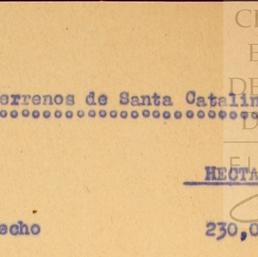 errenos de Santa Catalin
HECTA
echo 230,0